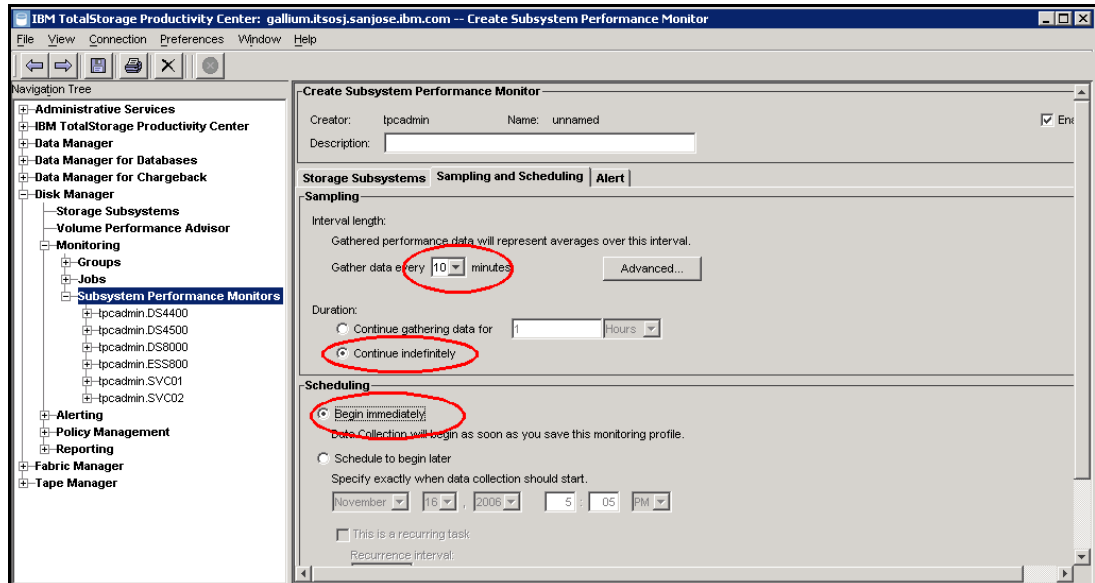 IBM TotalStorage Productivity Center: gallium.itsosj.sanjose.ibm.com -- Create Subsystem Performance Monitor
File View Connection Preferences Window Help
Navigation Tree
Administrative Services
IBM TotalStorage Productivity Center
Data Manager
Data Manager for Databases
Data Manager for Chargeback
Disk Manager
Storage Subsystems
Volume Performance Advisor
Monitoring
Groups
Jobs
Subsystem Performance Monitors
tpcadmin.DS4400
tpcadmin.DS4500
tpcadmin.DS8000
tpcadmin.ESS800
tpcadmin.SVC01
tpcadmin.SVC02
Alerting
Policy Management
Reporting
Fabric Manager
Tape Manager
Create Subsystem Performance Monitor
Creator: tpcadmin Name: unnamed Ena
Description:
Storage Subsystems Sampling and Scheduling Alert
Sampling
Interval length:
Gathered performance data will represent averages over this interval.
Gather data every 10 minutes Advanced...
Duration:
Continue gathering data for 1 Hours
Continue indefinitely
Scheduling
Begin immediately
Data Collection will begin as soon as you save this monitoring profile.
Schedule to begin later
Specify exactly when data collection should start.
November 16 , 2006 5 : 05 PM
This is a recurring task
Recurrence interval: